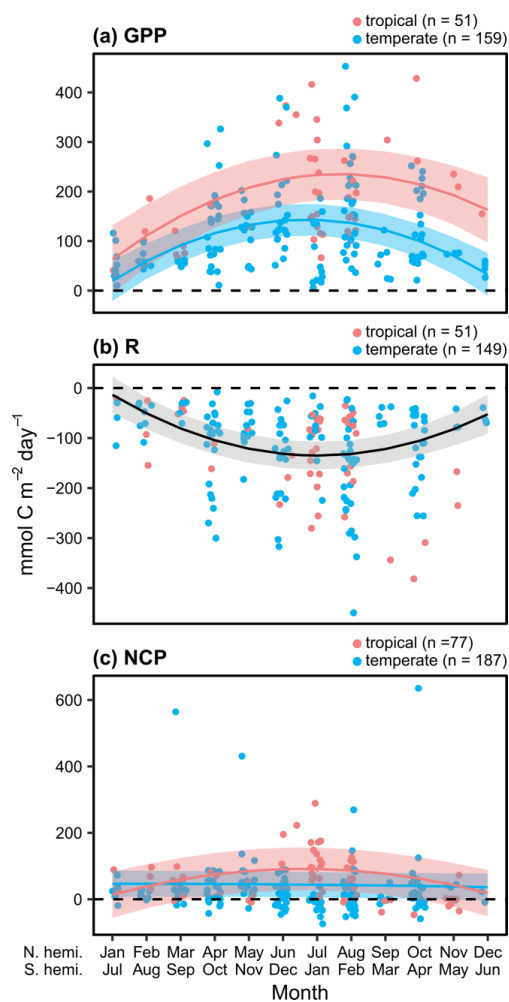 tropical (n = 51)
(a) GPP
temperate (n = 159)
400
300
200
100
0
tropical (n = 51)
(b) R
temperate (n = 149)
0
−100
−200
−300
−400
mmol C m⁻² day⁻¹
tropical (n =77)
(c) NCP
temperate (n = 187)
600
400
200
0
N. hemi. Jan Feb Mar Apr May Jun Jul Aug Sep Oct Nov Dec
S. hemi. Jul Aug Sep Oct Nov Dec Jan Feb Mar Apr May Jun
Month